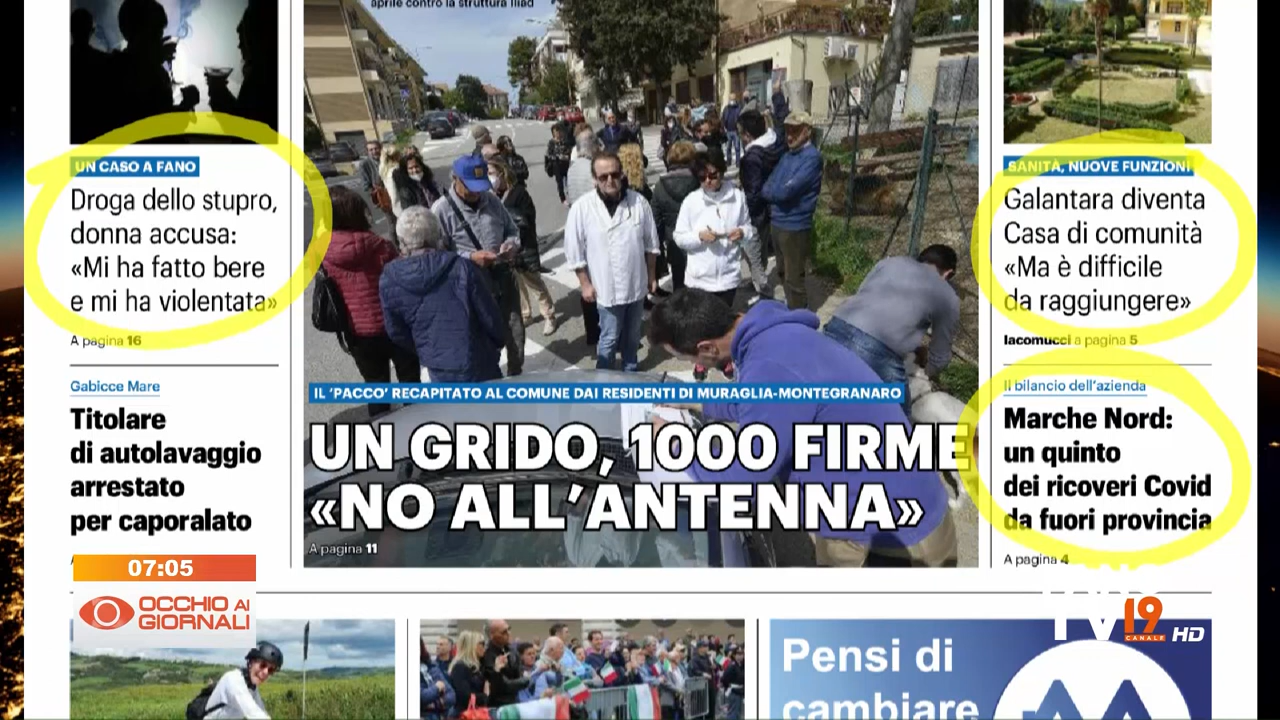 aprile contro la struttura Iliad
UN CASO A FANO
Droga dello stupro,
donna accusa:
«Mi ha fatto bere
e mi ha violentata»
A pagina 16
Gabicce Mare
Titolare
di autolavaggio
arrestato
per caporalato
IL ‘PACCO’ RECAPITATO AL COMUNE DAI RESIDENTI DI MURAGLIA-MONTEGRANARO
UN GRIDO, 1000 FIRME
«NO ALL’ANTENNA»
A pagina 11
SANITÀ, NUOVE FUNZIONI
Galantara diventa
Casa di comunità
«Ma è difficile
da raggiungere»
Iacomucci a pagina 5
Il bilancio dell’azienda
Marche Nord:
un quinto
dei ricoveri Covid
da fuori provincia
A pagina 4
07:05
OCCHIO AI
GIORNALI
TV 19
CANALE HD
Pensi di
cambiare